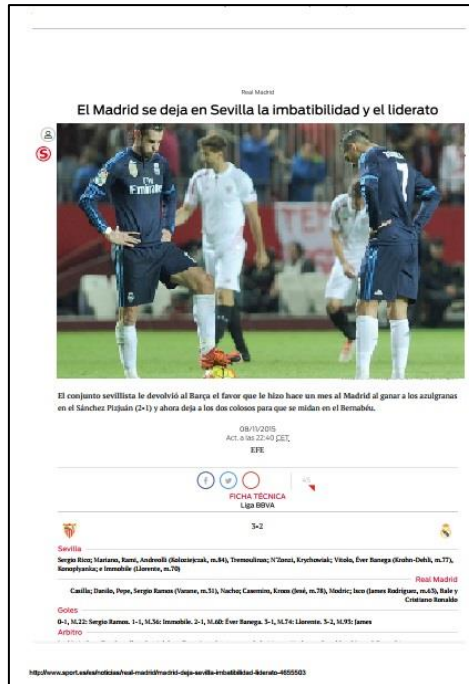 Real Madrid
El Madrid se deja en Sevilla la imbatibilidad y el liderato
S
Fly
Emirates
7
El conjunto sevillista le devolvió al Barça el favor que le hizo hace un mes al Madrid al ganar a los azulgranas
en el Sánchez Pizjuán (2-1) y ahora deja a los dos colosos para que se midan en el Bernabéu.
08/11/2015
Act. a las 22:40 CET
EFE
FICHA TÉCNICA
Liga BBVA
3-2
Sevilla
Sergio Rico; Mariano, Rami, Andreolli (Koloziejczak, m.84), Tremoulinas; N'Zonzi, Krychowiak; Vitolo, Éver Banega (Krohn-Dehli, m.77),
Konoplyanka; e Immobile (Llorente, m.70)
Real Madrid
Casilla; Danilo, Pepe, Sergio Ramos (Varane, m.31), Nacho; Casemiro, Kroos (Jesé, m.78), Modric; Isco (James Rodríguez, m.63), Bale y
Cristiano Ronaldo
Goles
0-1, M.22: Sergio Ramos. 1-1, M.36: Immobile. 2-1, M.60: Éver Banega. 3-1, M.74: Llorente. 3-2, M.93: James
Arbitro
http://www.sport.es/es/noticias/real-madrid/madrid-deja-sevilla-imbatibilidad-liderato-4655503